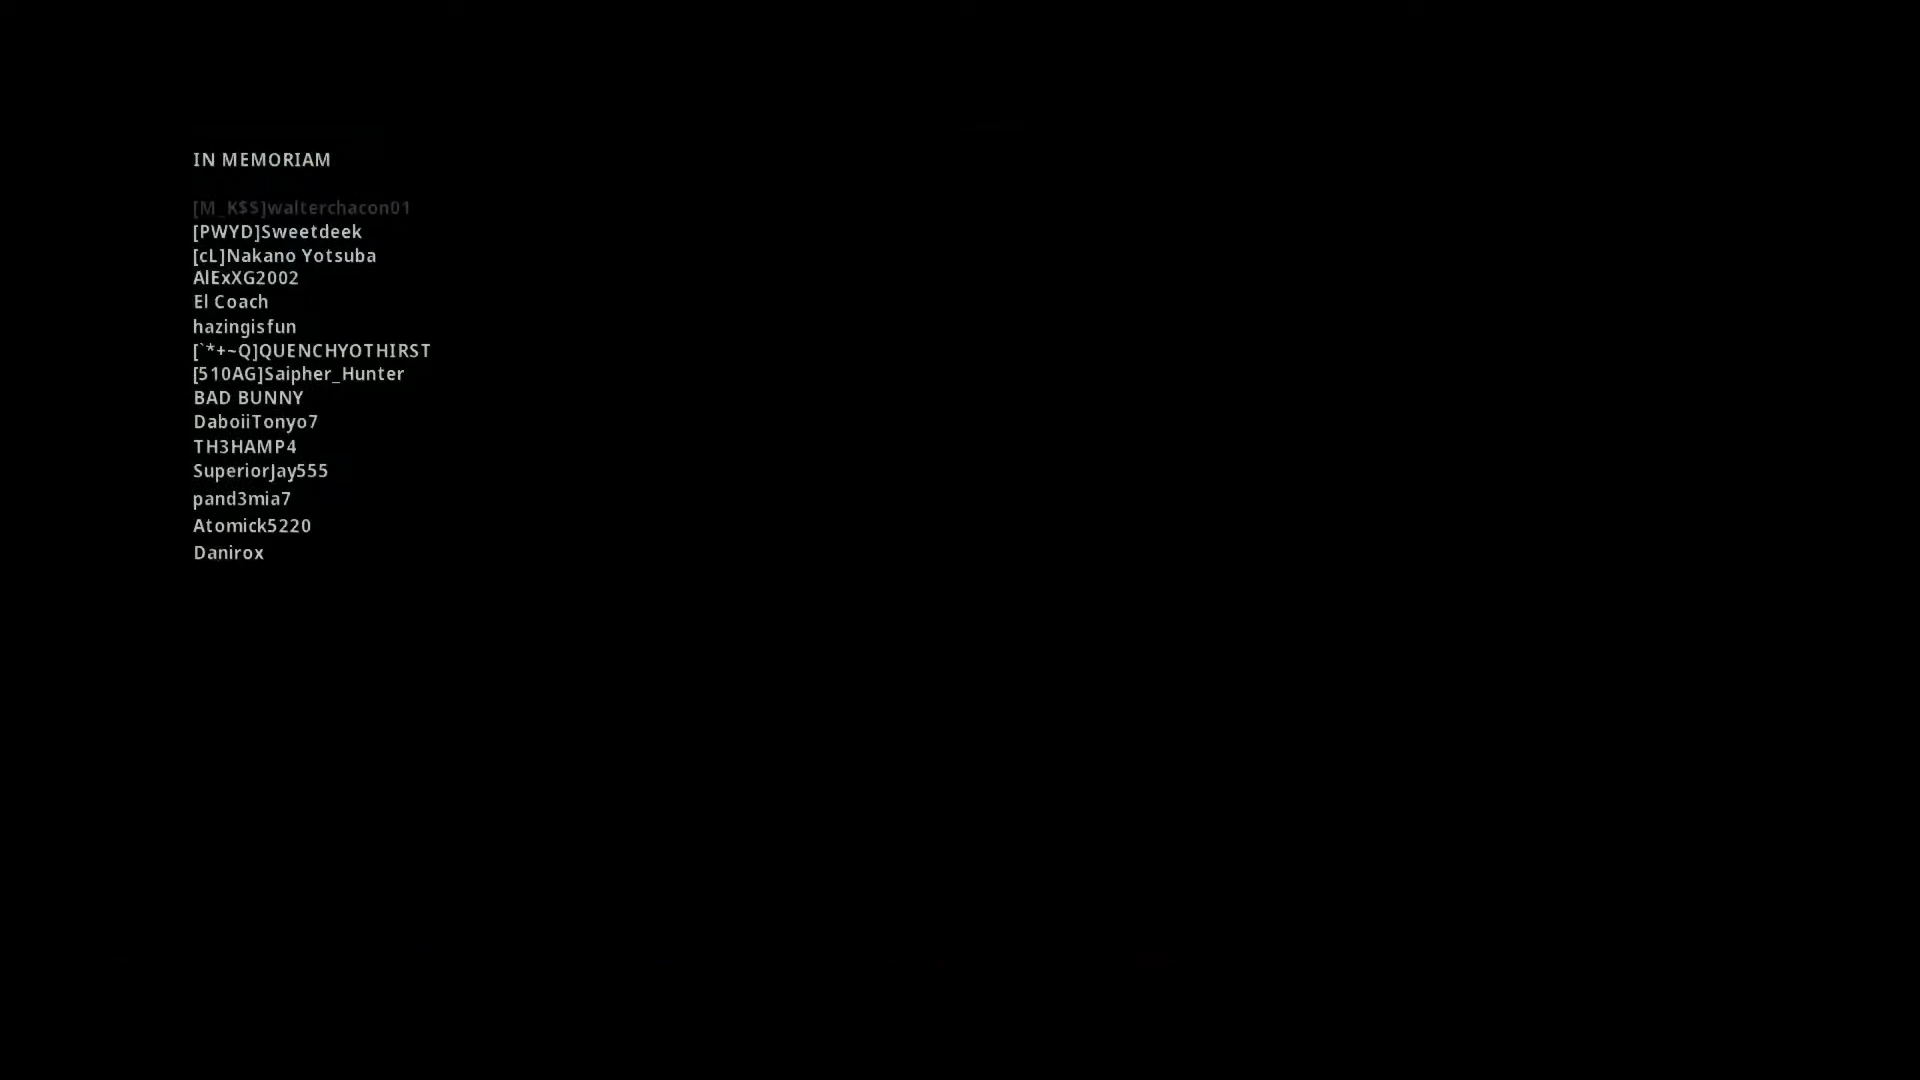 IN MEMORIAM
[M_K$S]walterchacon01
[PWYD]Sweetdeek
[cL]Nakano Yotsuba
AlExXG2002
El Coach
hazingisfun
[`*+~Q]QUENCHYOTHIRST
[510AG]Saipher_Hunter
BAD BUNNY
DaboiiTonyo7
TH3HAMP4
SuperiorJay555
pand3mia7
Atomick5220
Danirox